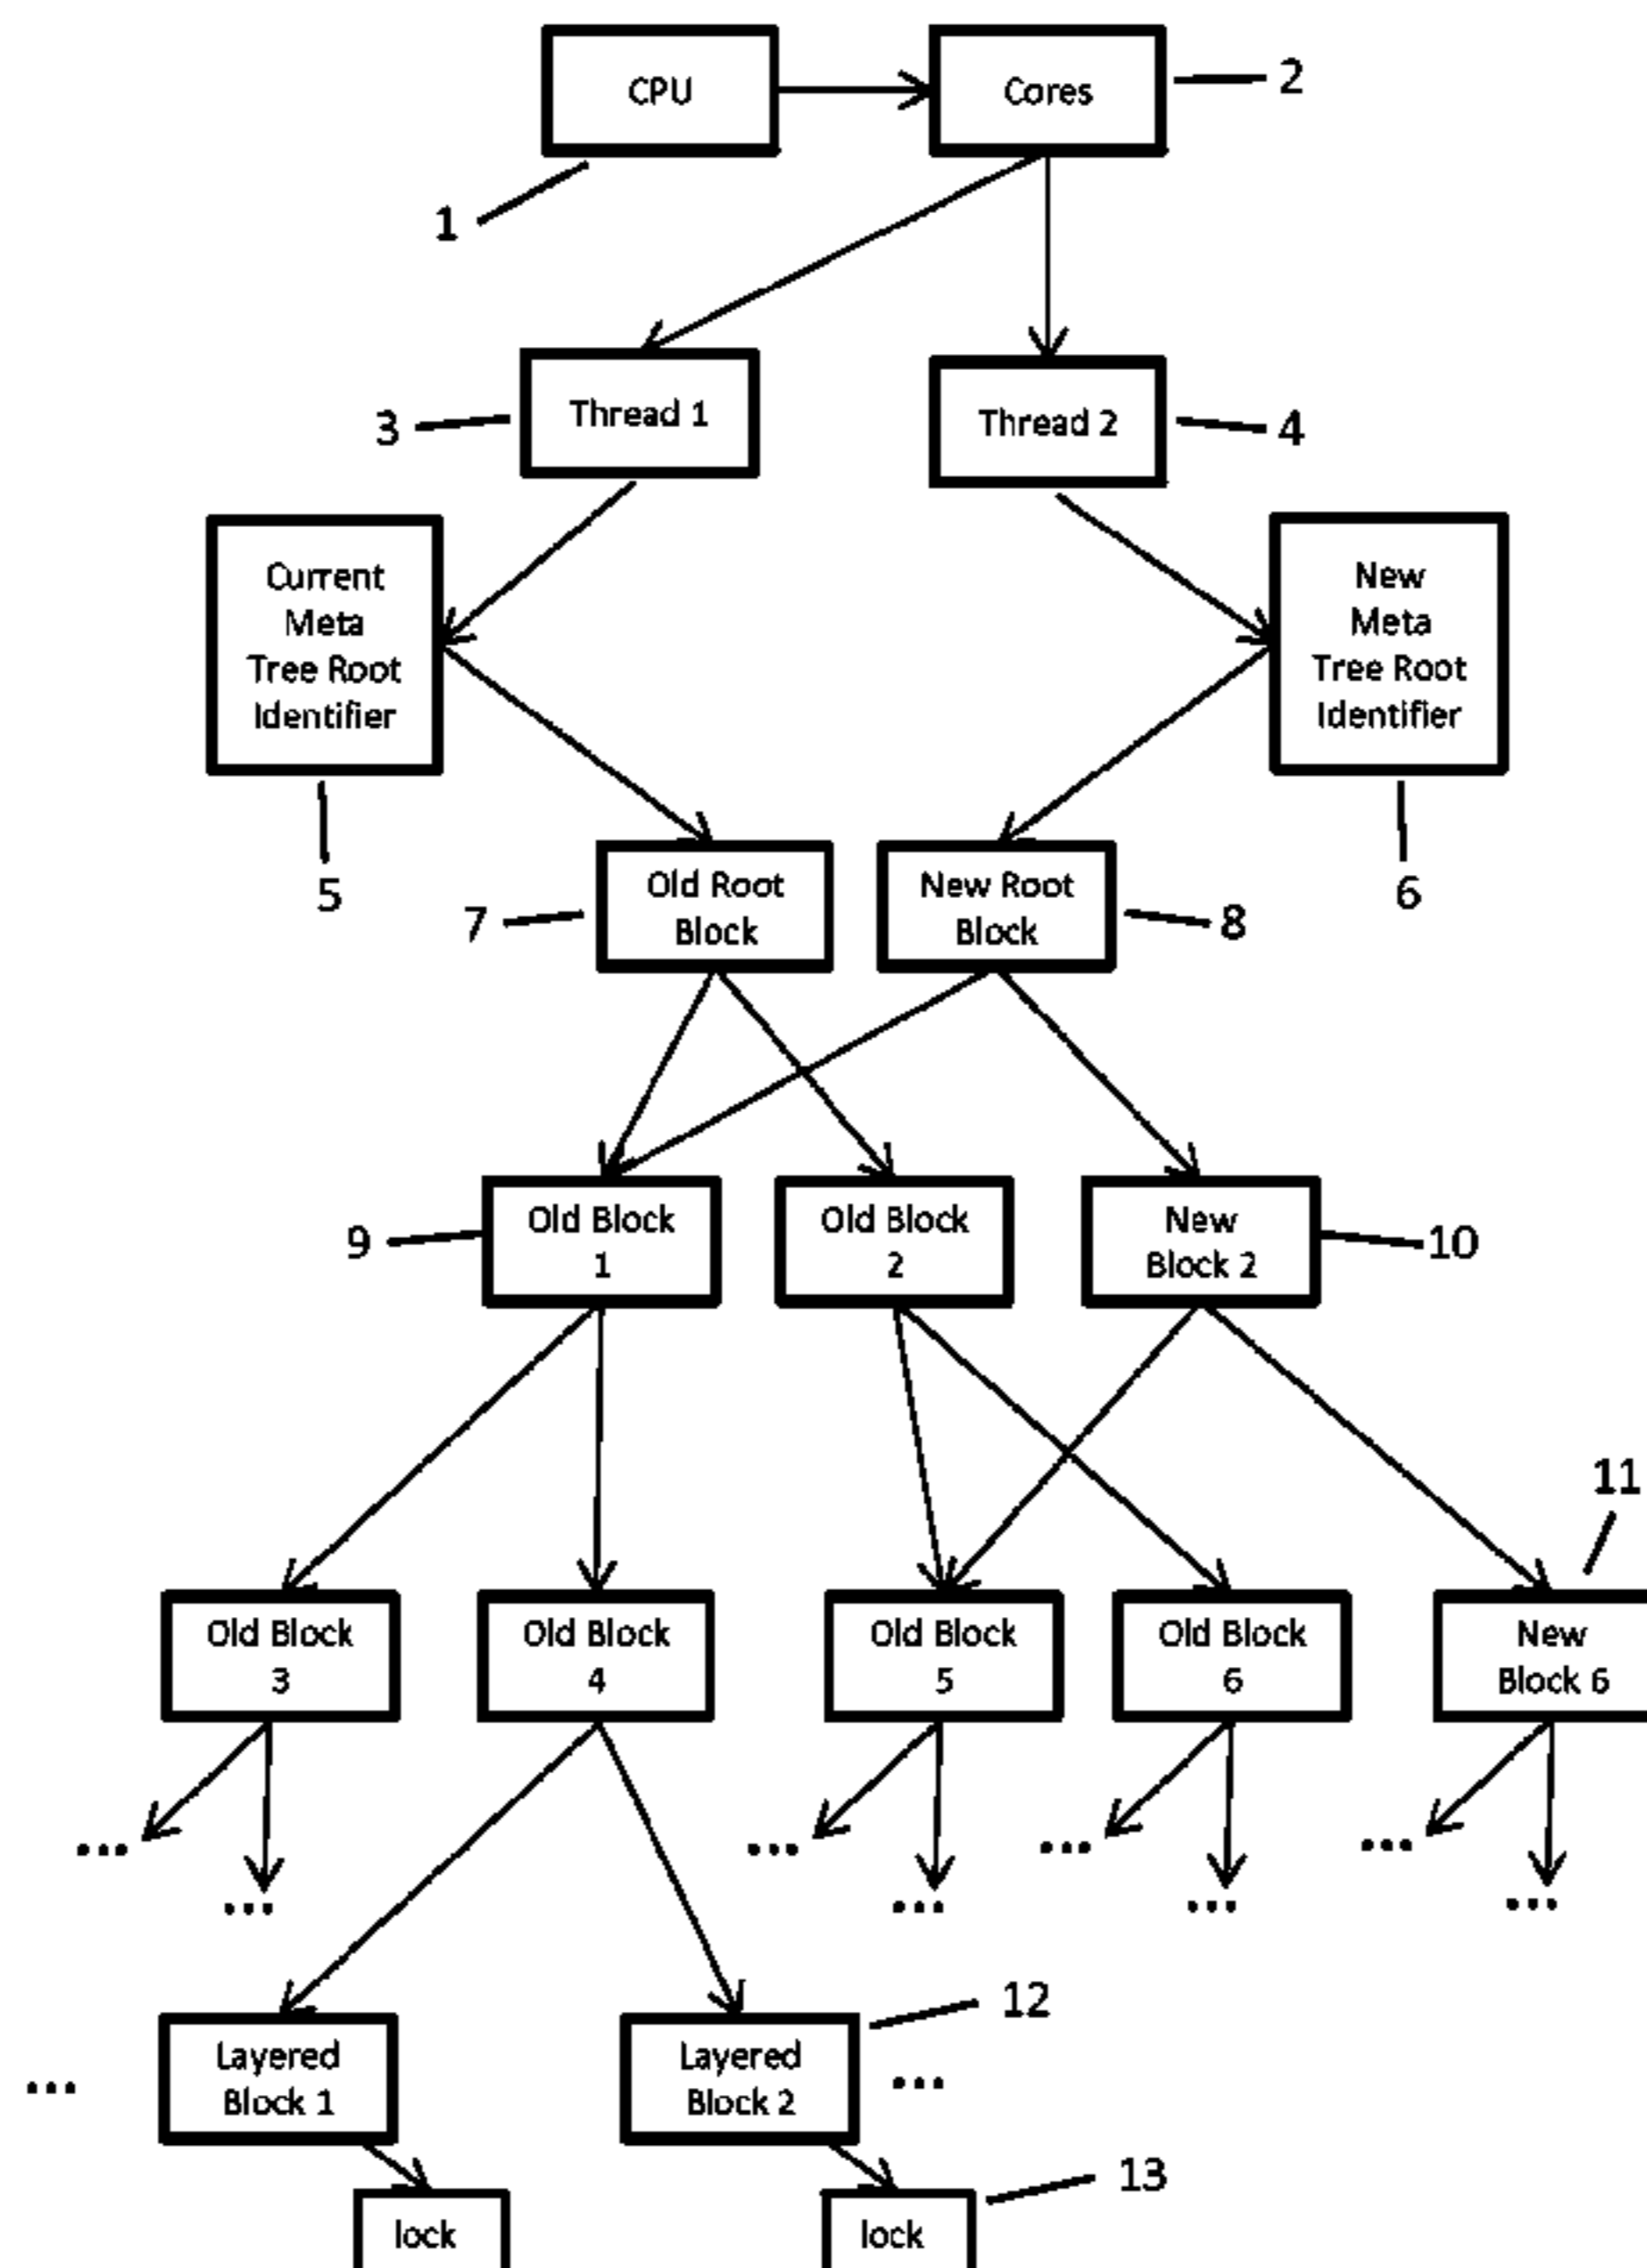 CPU
Cores
2
1
Thread 1
Thread 2
3
4
Current
Meta
Tree Root
Identifier
New
Meta
Tree Root
Identifier
5
6
Old Root
Block
New Root
Block
7
8
Old Block
1
Old Block
2
New
Block 2
9
10
11
Old Block
3
Old Block
4
Old Block
5
Old Block
6
New
Block 6
...
...
...
...
...
...
...
...
12
Layered
Block 1
Layered
Block 2
...
...
13
lock
lock